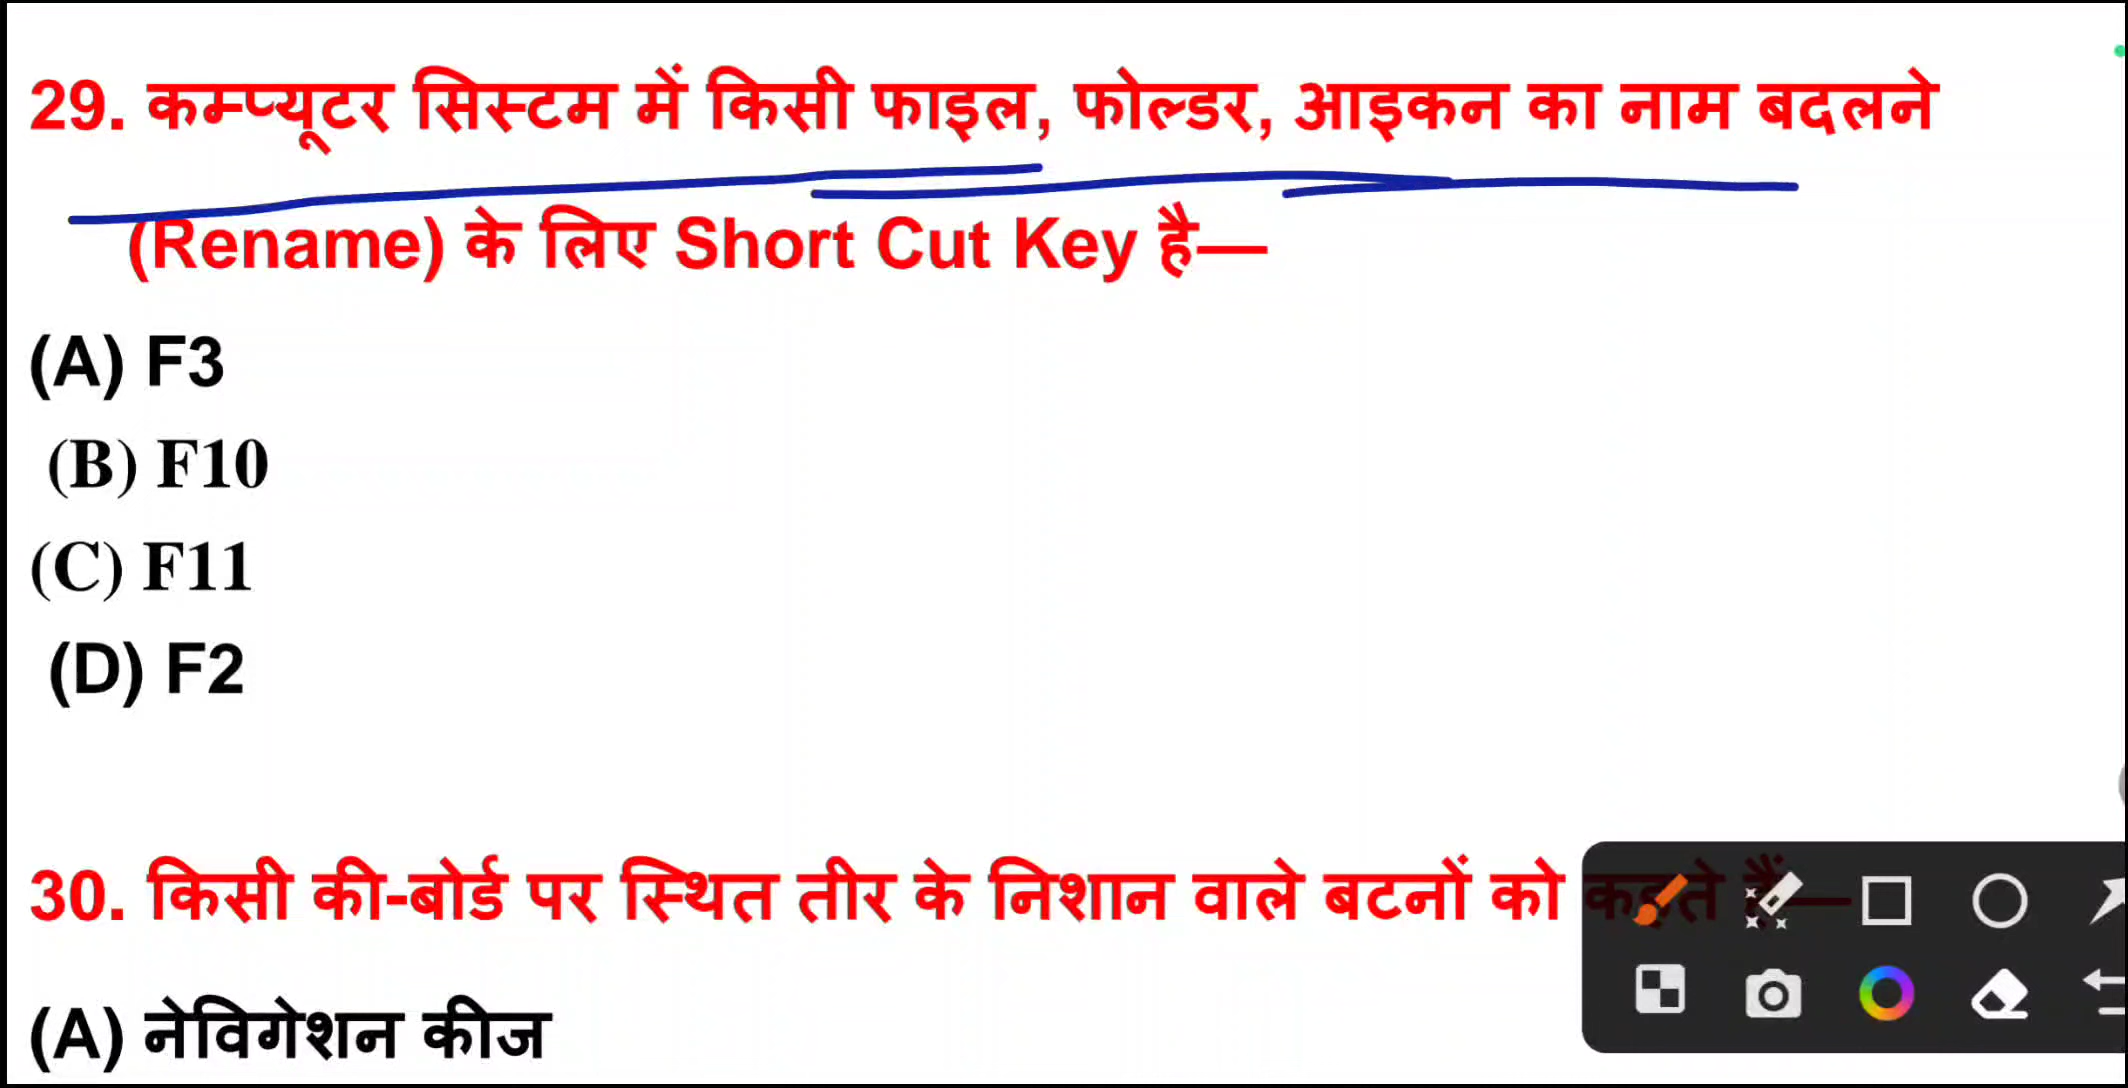 29. कम्प्यूटर सिस्टम में किसी फाइल, फोल्डर, आइकन का नाम बदलने
(Rename) के लिए Short Cut Key है—
(A) F3
(B) F10
(C) F11
(D) F2
30. किसी की-बोर्ड पर स्थित तीर के निशान वाले बटनों को कहते हैं—
(A) नेविगेशन कीज